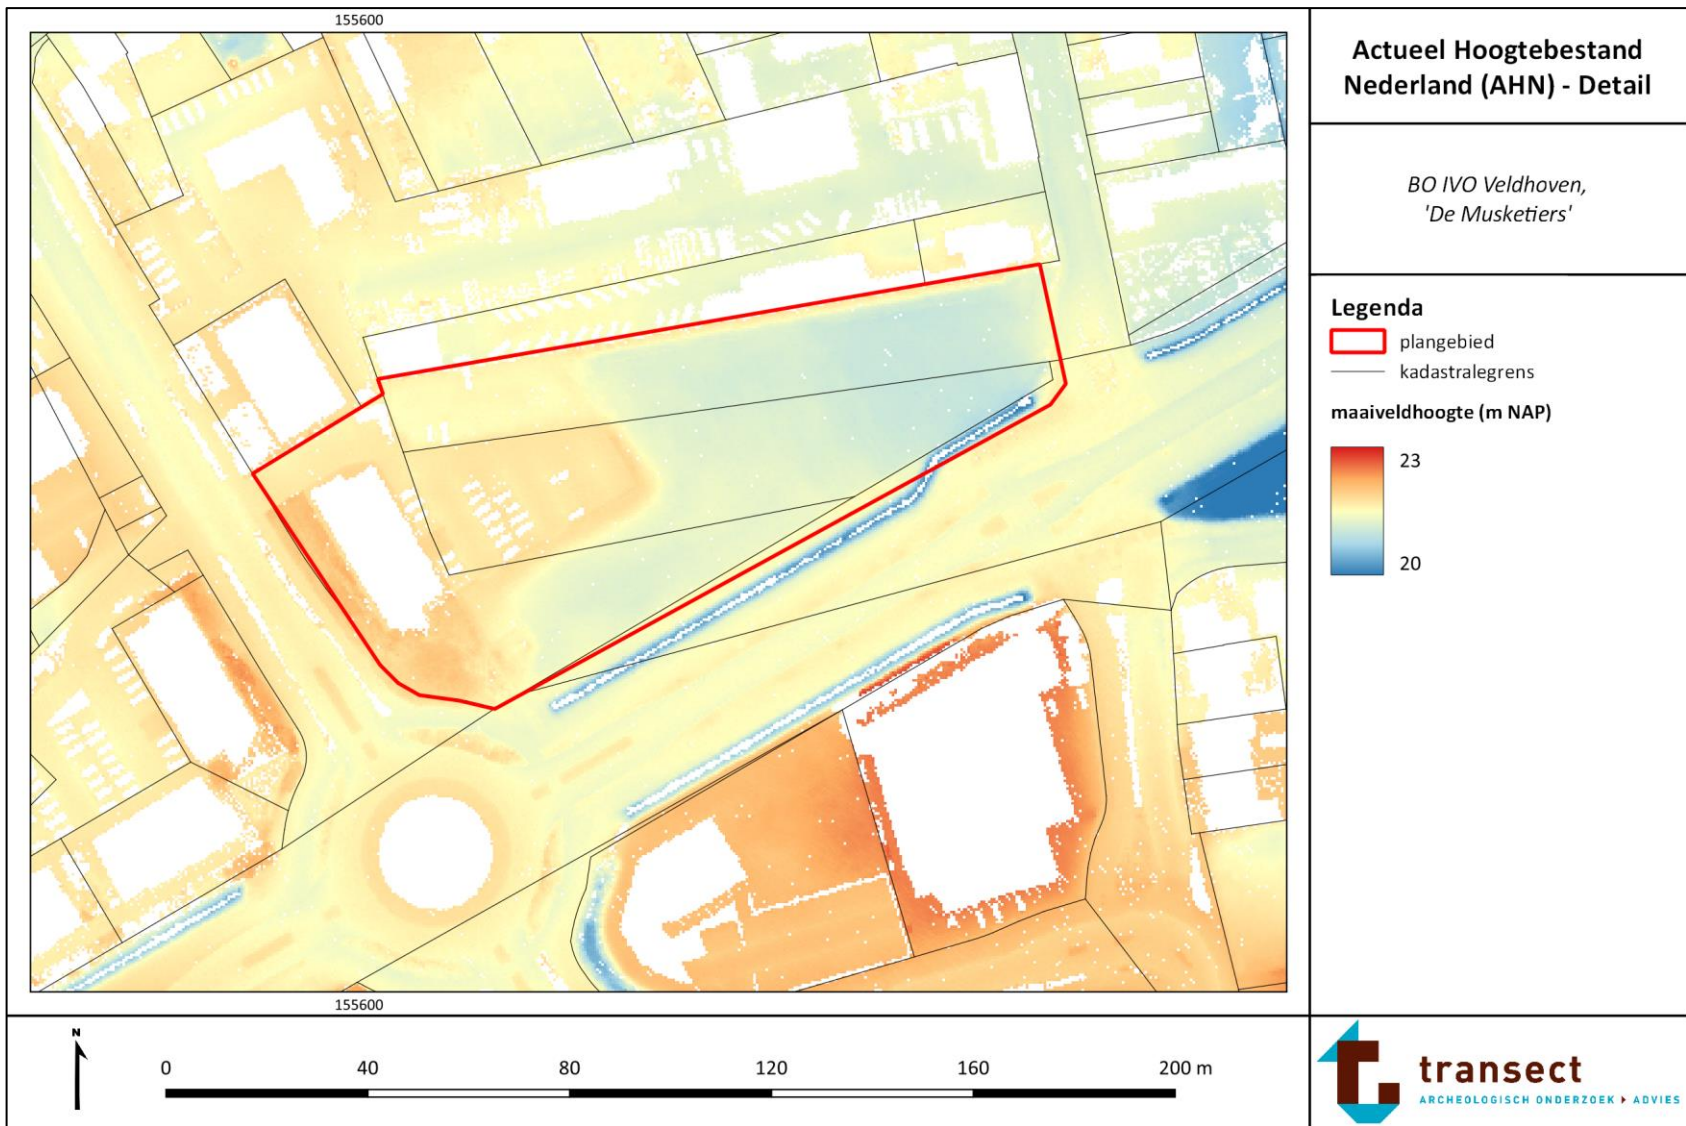 155600
Actueel Hoogtebestand
Nederland (AHN) - Detail
BO IVO Veldhoven,
'De Musketiers'
Legenda
plangebied
kadastralegrens
maaiveldhoogte (m NAP)
23
20
155600
N
0 40 80 120 160 200 m
transect
ARCHEOLOGISCH ONDERZOEK ▸ ADVIES